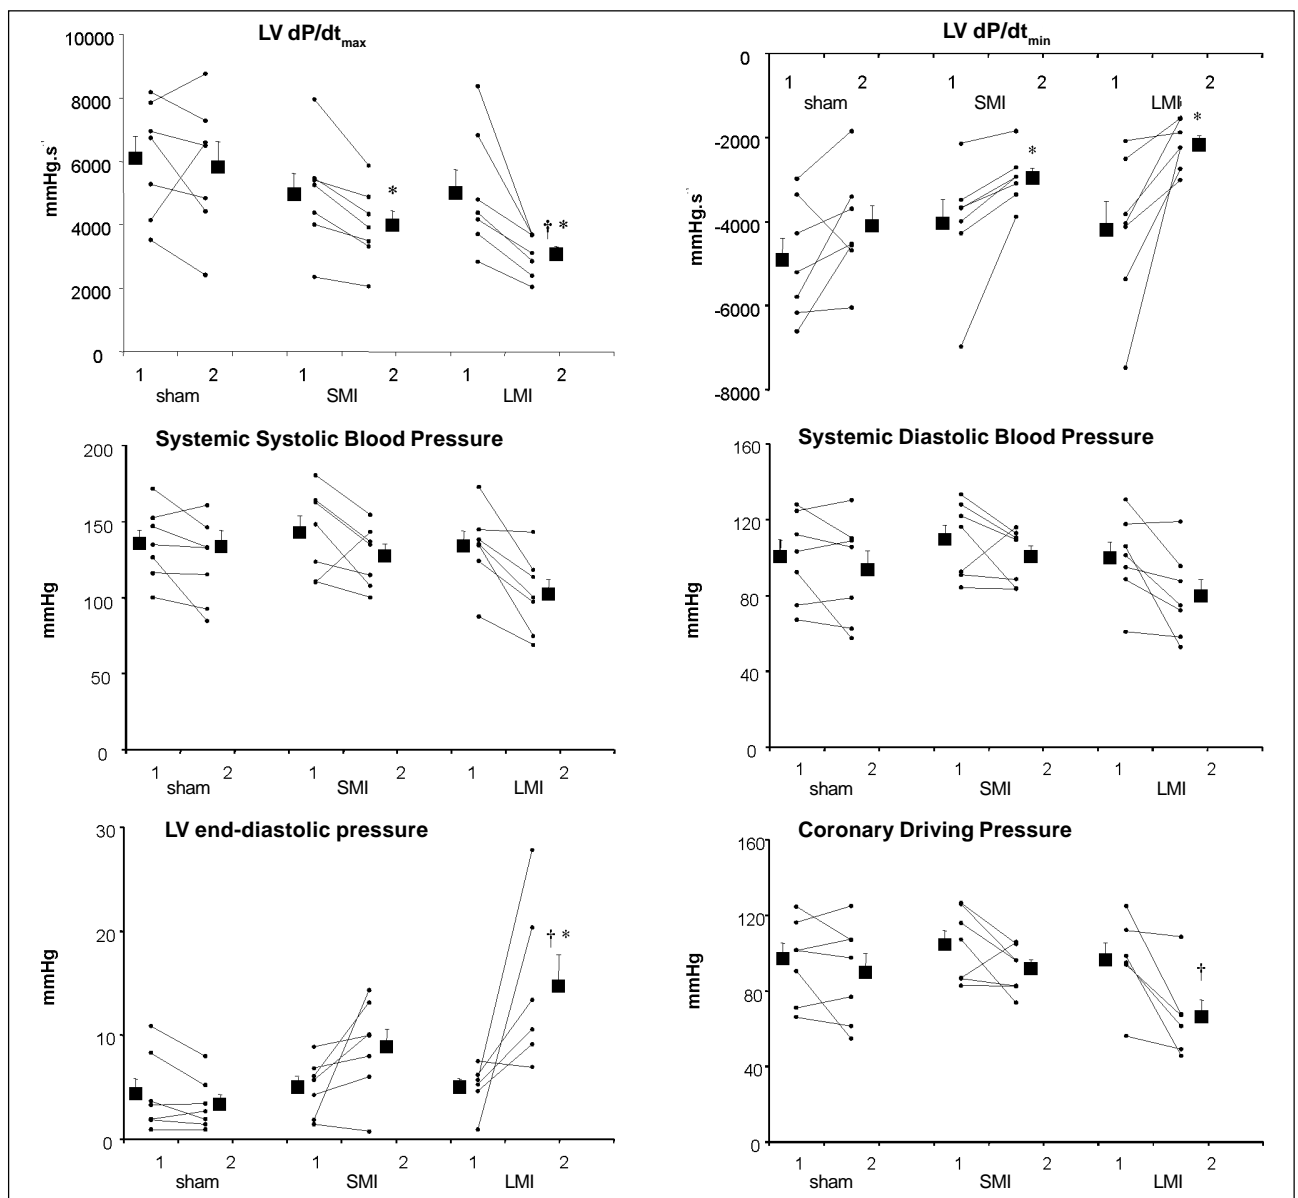 LV dP/dt max
10000
8000
6000
4000
2000
0
mmHg.s
*
† *
1 2 1 2 1 2
sham SMI LMI
LV dP/dt min
0
-2000
-4000
-6000
-8000
mmHg.s
1 2 1 2 1 2
sham SMI LMI
* *
Systemic Systolic Blood Pressure
200
150
100
50
0
mmHg
1 2 1 2 1 2
sham SMI LMI
Systemic Diastolic Blood Pressure
160
120
80
40
0
mmHg
1 2 1 2 1 2
sham SMI LMI
LV end-diastolic pressure
30
20
10
0
mmHg
† *
1 2 1 2 1 2
sham SMI LMI
Coronary Driving Pressure
160
120
80
40
0
mmHg
†
1 2 1 2 1 2
sham SMI LMI